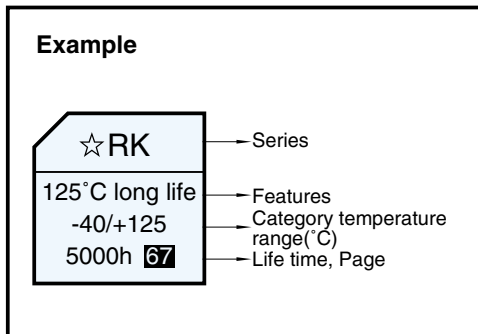 Example
☆RK
Series
125˚C long life
Features
-40/+125
Category temperature
range(˚C)
5000h 67
Life time, Page